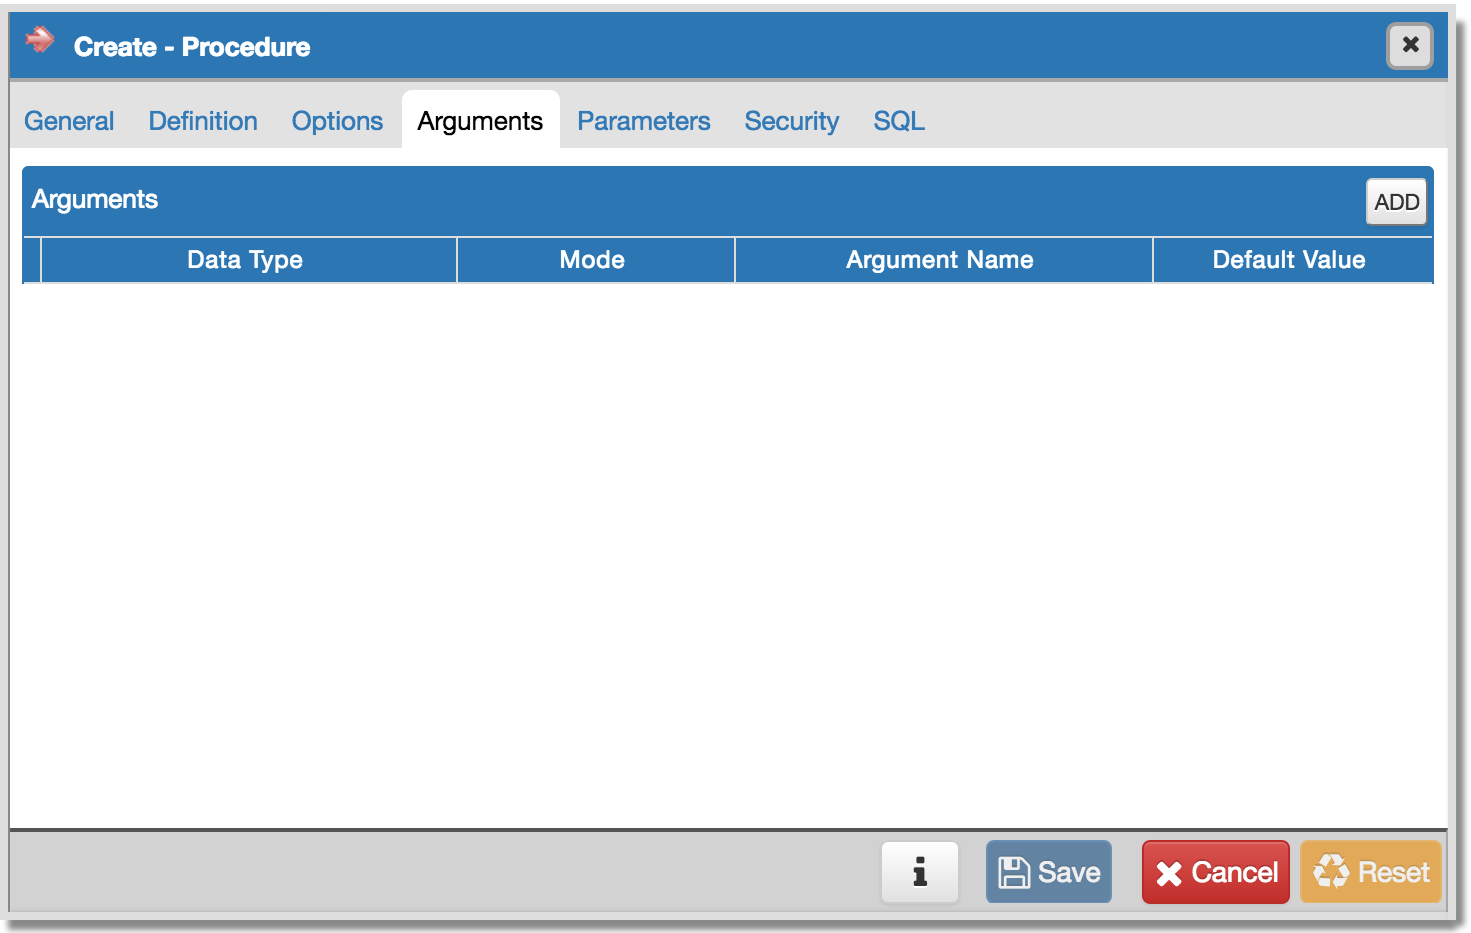 Create - Procedure
General Definition Options Arguments Parameters Security SQL
Arguments ADD
Data Type Mode Argument Name Default Value
Save Cancel Reset